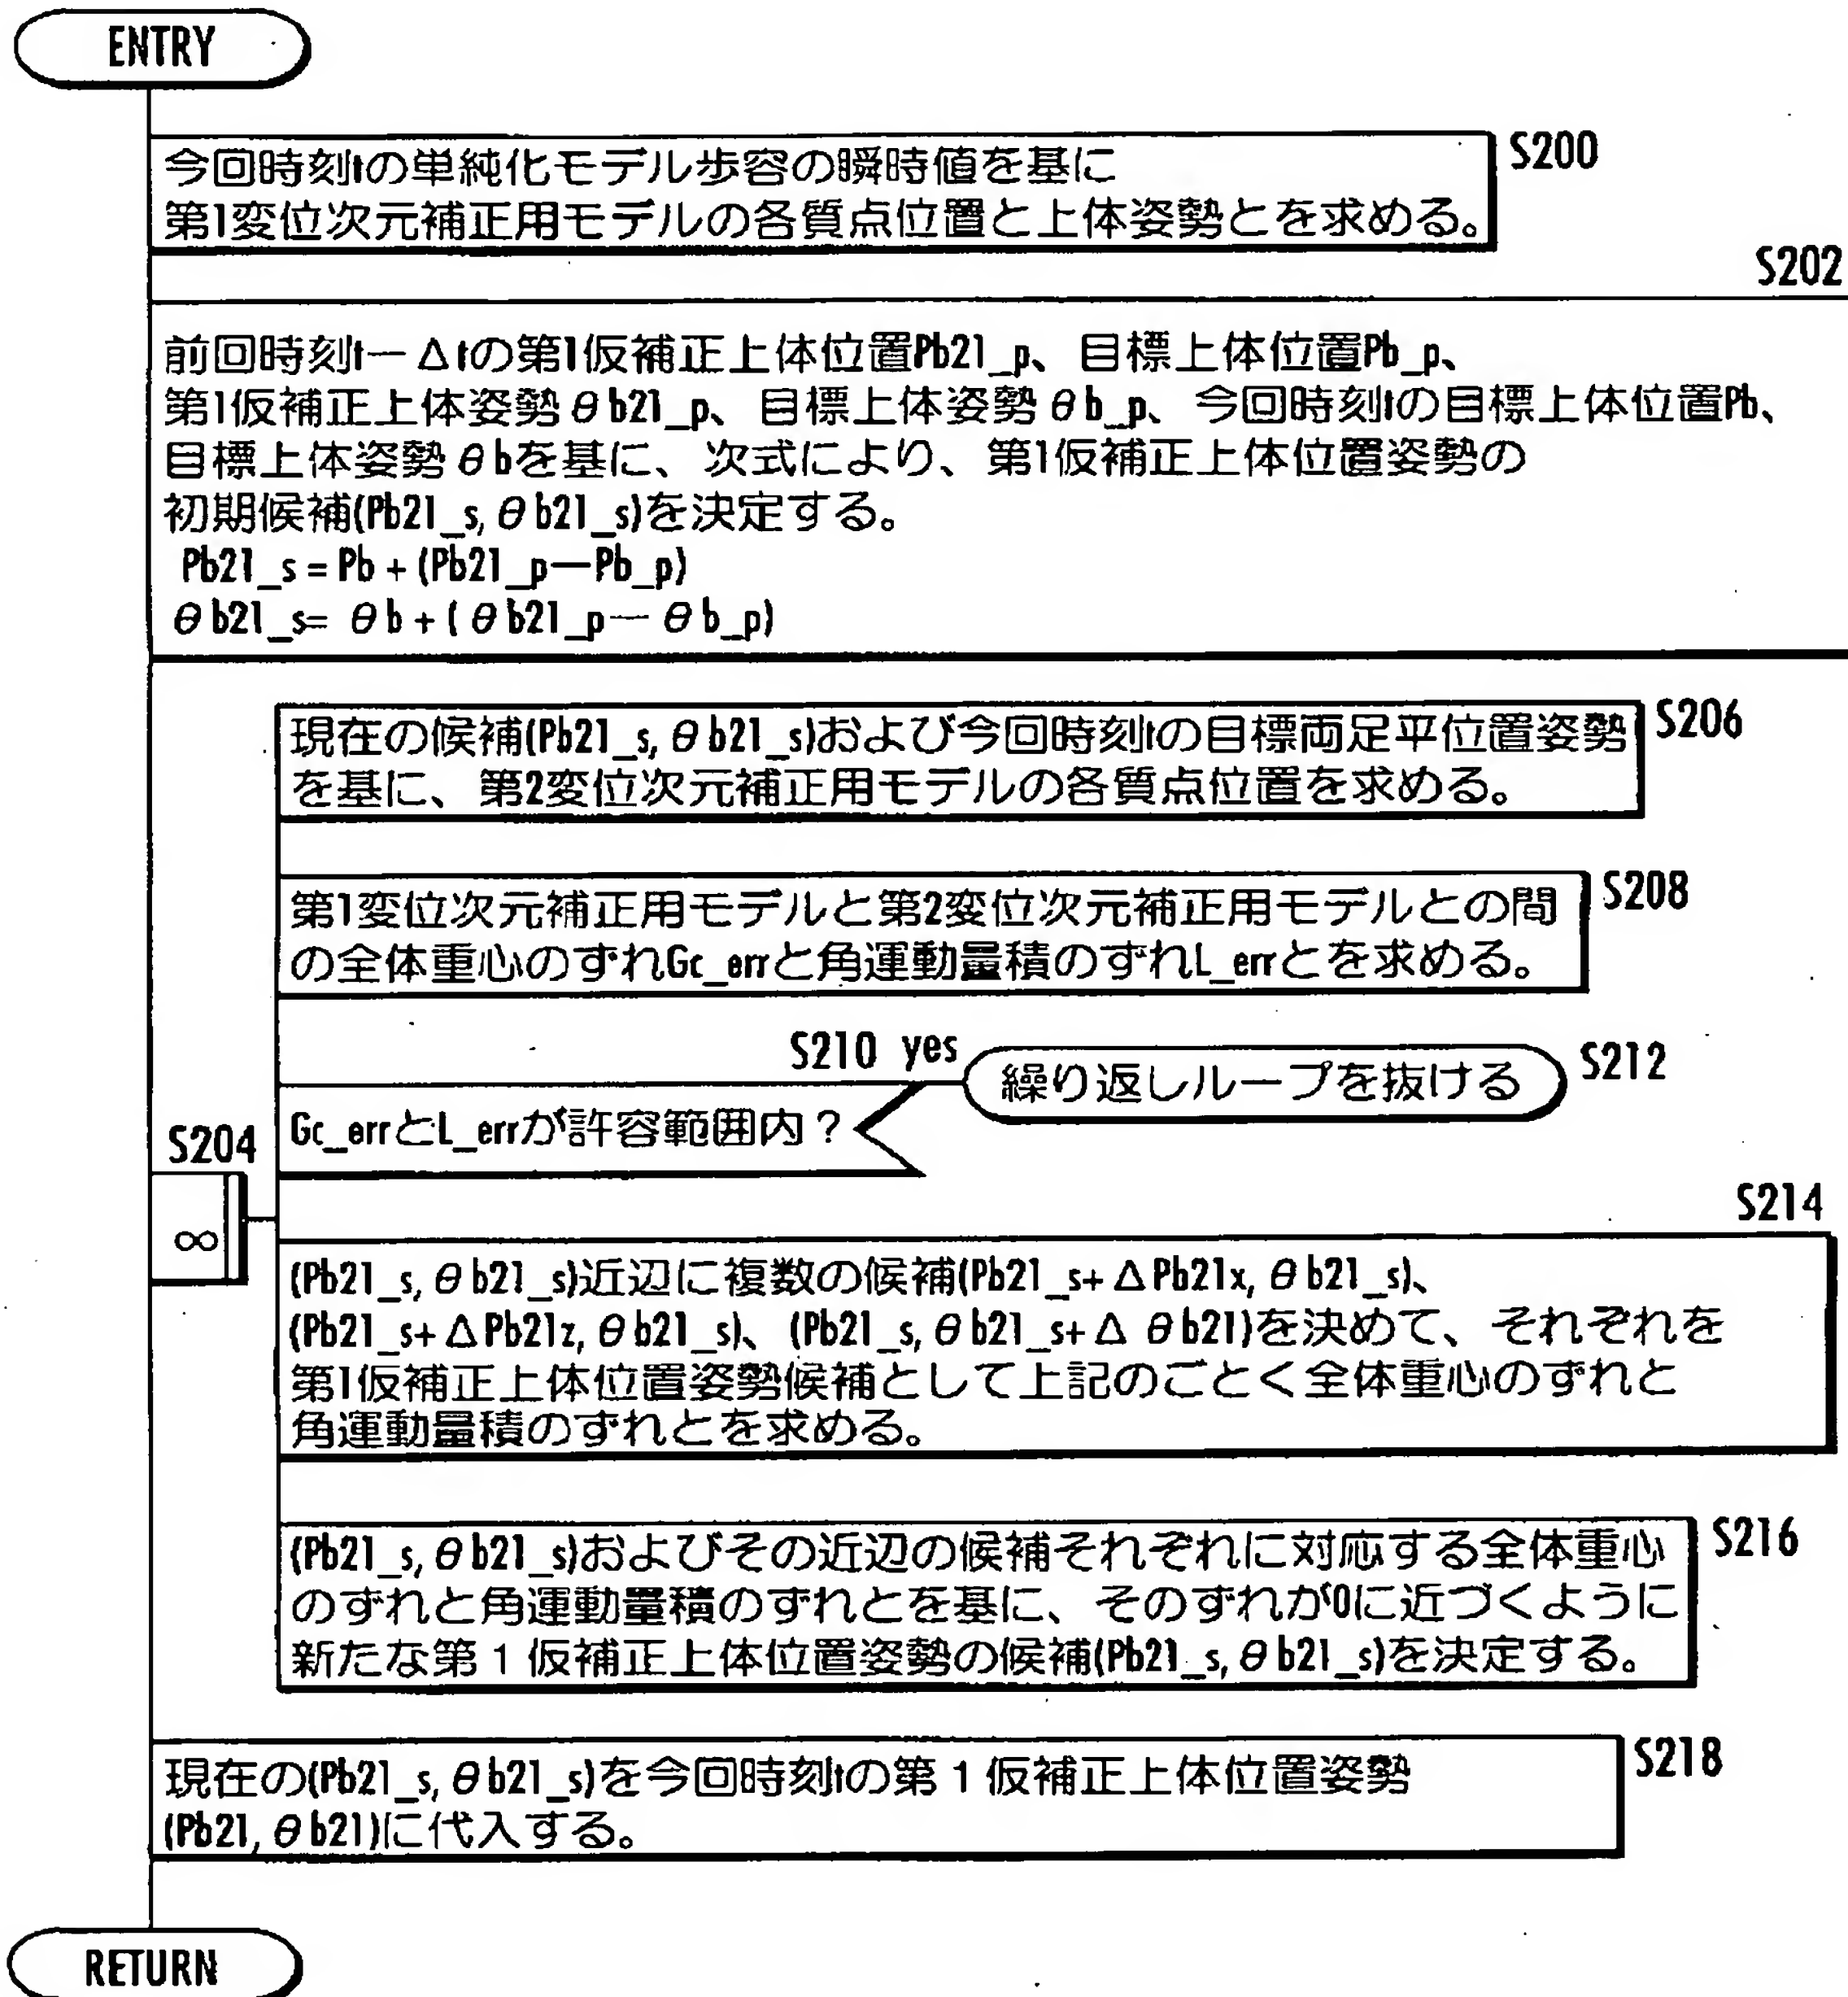 ENTRY
S200
今回時刻tの単純化モデル歩容の瞬時値を基に
第1変位次元補正用モデルの各質点位置と上体姿勢とを求める。
S202
前回時刻t−Δtの第1仮補正上体位置Pb21_p、目標上体位置Pb_p、
第1仮補正上体姿勢θb21_p、目標上体姿勢θb_p、今回時刻tの目標上体位置Pb、
目標上体姿勢θbを基に、次式により、第1仮補正上体位置姿勢の
初期候補(Pb21_s, θb21_s)を決定する。
Pb21_s = Pb + (Pb21_p−Pb_p)
θb21_s= θb + ( θb21_p− θb_p)
S204
∞
S206
現在の候補(Pb21_s, θb21_s)および今回時刻tの目標両足平位置姿勢
を基に、第2変位次元補正用モデルの各質点位置を求める。
S208
第1変位次元補正用モデルと第2変位次元補正用モデルとの間
の全体重心のずれGc_errと角運動量積のずれL_errとを求める。
S210 yes
Gc_errとL_errが許容範囲内？
繰り返しループを抜ける
S212
S214
(Pb21_s, θb21_s)近辺に複数の候補(Pb21_s+ΔPb21x, θb21_s)、
(Pb21_s+ΔPb21z, θb21_s)、(Pb21_s, θb21_s+Δθb21)を決めて、それぞれを
第1仮補正上体位置姿勢候補として上記のごとく全体重心のずれと
角運動量積のずれとを求める。
S216
(Pb21_s, θb21_s)およびその近辺の候補それぞれに対応する全体重心
のずれと角運動量積のずれとを基に、そのずれが0に近づくように
新たな第１仮補正上体位置姿勢の候補(Pb21_s, θb21_s)を決定する。
S218
現在の(Pb21_s, θb21_s)を今回時刻tの第１仮補正上体位置姿勢
(Pb21, θb21)に代入する。
RETURN